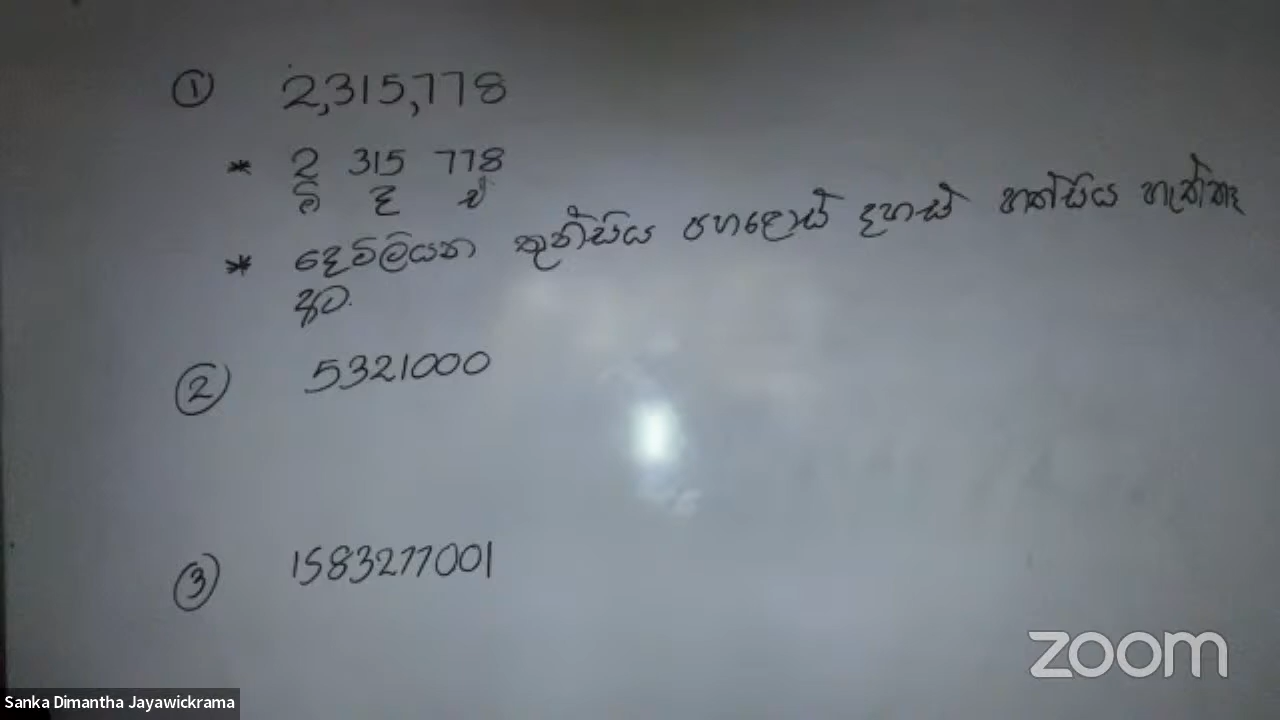 ① 2,315,778
* 2 315 778
මි ද ඒ
* දෙමිලියන තුන්සිය පහළොස් දහස් හත්සිය හැත්තෑ
අට.
② 5321000
③ 1583277001
zoom
Sanka Dimantha Jayawickrama